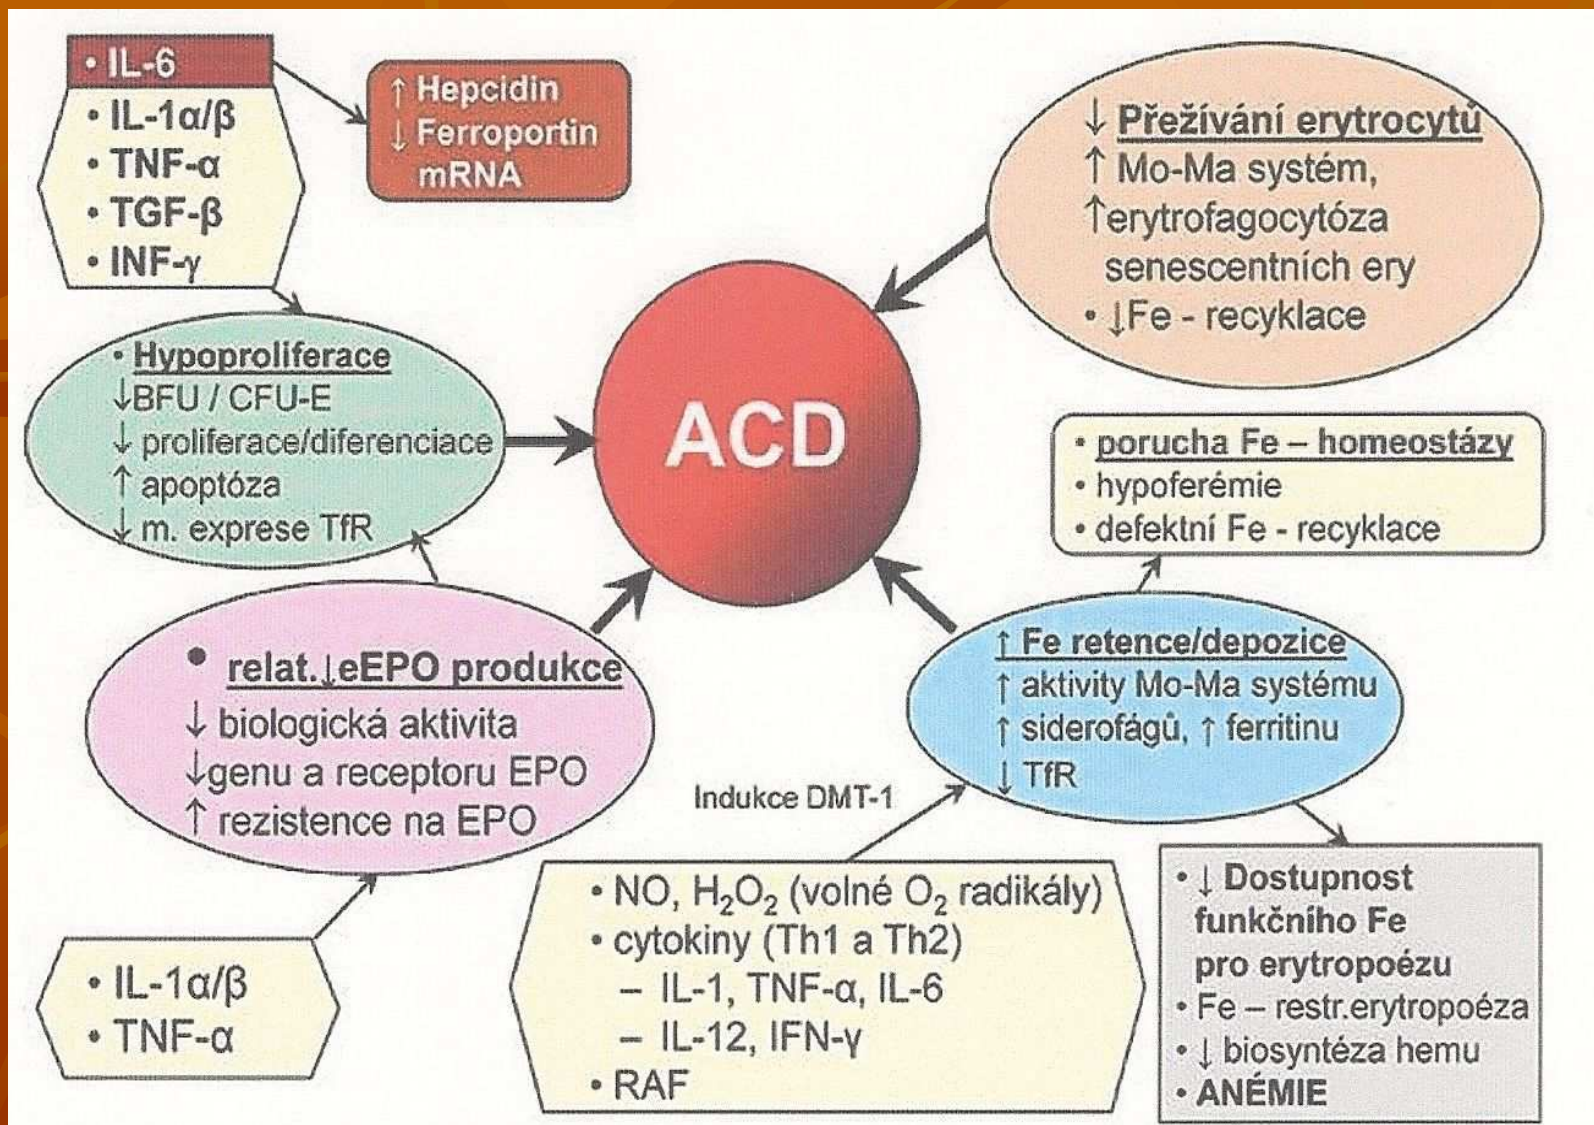 • IL-6
• IL-1α/β
• TNF-α
• TGF-β
• INF-γ
↑ Hepcidin
↓ Ferroportin
mRNA
↓ Přežívání erytrocytů
↑ Mo-Ma systém,
↑erytrofagocytóza
senescentních ery
• ↓Fe - recyklace
• Hypoproliferace
↓BFU / CFU-E
↓ proliferace/diferenciace
↑ apoptóza
↓ m. exprese TfR
ACD
• porucha Fe – homeostázy
• hypoferémie
• defektní Fe - recyklace
• relat.↓eEPO produkce
↓ biologická aktivita
↓genu a receptoru EPO
↑ rezistence na EPO
↑ Fe retence/depozice
↑ aktivity Mo-Ma systému
↑ siderofágů, ↑ ferritinu
↓ TfR
Indukce DMT-1
• IL-1α/β
• TNF-α
• NO, H₂O₂ (volné O₂ radikály)
• cytokiny (Th1 a Th2)
– IL-1, TNF-α, IL-6
– IL-12, IFN-γ
• RAF
• ↓ Dostupnost
funkčního Fe
pro erytropoézu
• Fe – restr.erytropoéza
• ↓ biosyntéza hemu
• ANÉMIE